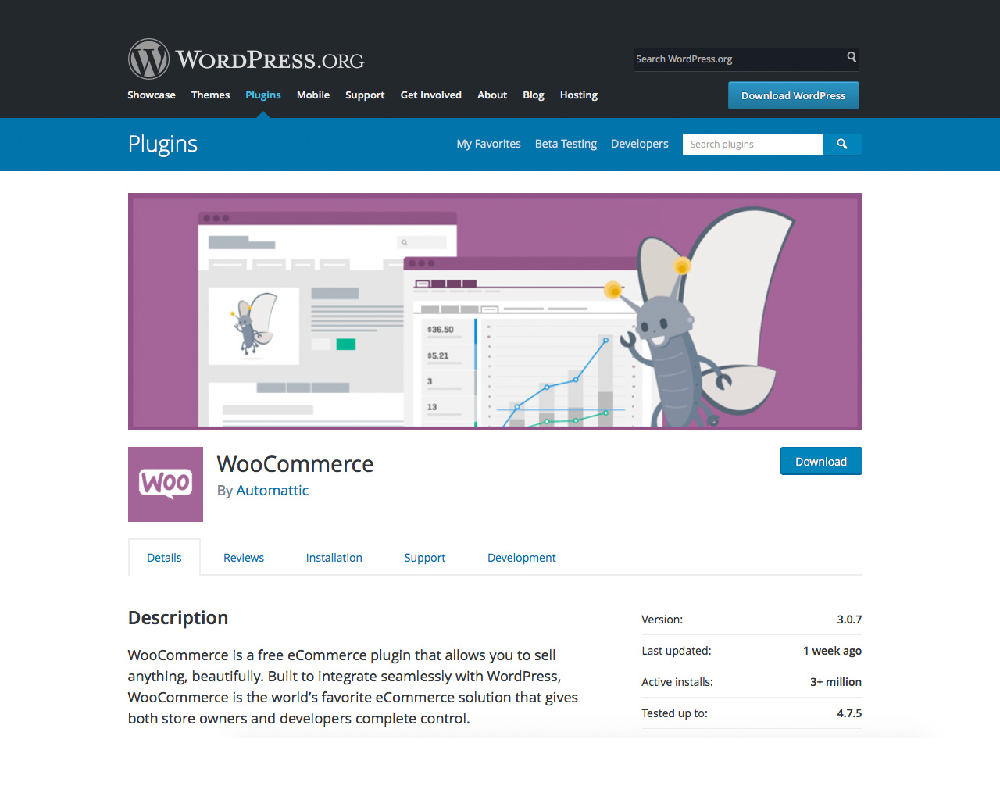 WORDPRESS.ORG
Search WordPress.org
Showcase Themes Plugins Mobile Support Get Involved About Blog Hosting
Download WordPress
Plugins
My Favorites Beta Testing Developers
Search plugins
$36.50
$5.21
3
13
WOO
WooCommerce
By Automattic
Download
Details Reviews Installation Support Development
Description
WooCommerce is a free eCommerce plugin that allows you to sell
anything, beautifully. Built to integrate seamlessly with WordPress,
WooCommerce is the world’s favorite eCommerce solution that gives
both store owners and developers complete control.
Version: 3.0.7
Last updated: 1 week ago
Active installs: 3+ million
Tested up to: 4.7.5